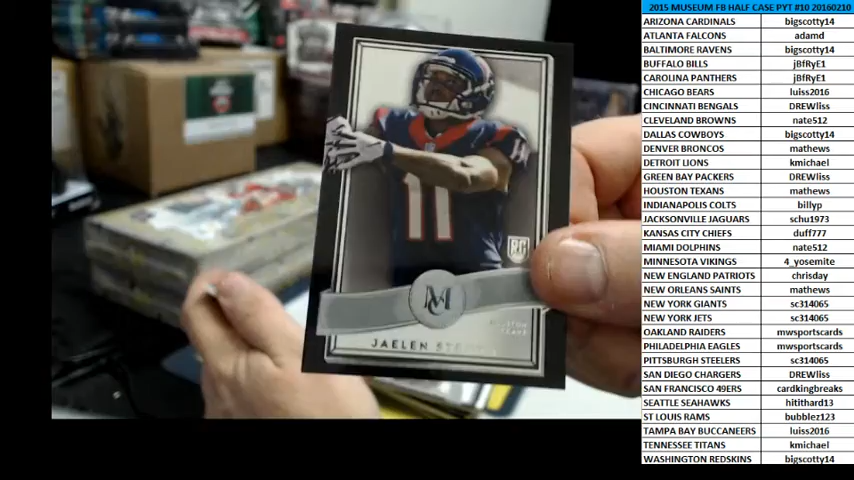 2015 MUSEUM FB HALF CASE PYT #10 20160210
ARIZONA CARDINALS bigscotty14
ATLANTA FALCONS adamd
BALTIMORE RAVENS bigscotty14
BUFFALO BILLS jBfRyE1
CAROLINA PANTHERS jBfRyE1
CHICAGO BEARS luiss2016
CINCINNATI BENGALS DREWliss
CLEVELAND BROWNS nate512
DALLAS COWBOYS bigscotty14
DENVER BRONCOS mathews
DETROIT LIONS kmichael
GREEN BAY PACKERS DREWliss
HOUSTON TEXANS mathews
INDIANAPOLIS COLTS billyp
JACKSONVILLE JAGUARS schu1973
KANSAS CITY CHIEFS duff777
MIAMI DOLPHINS nate512
MINNESOTA VIKINGS 4_yosemite
NEW ENGLAND PATRIOTS chrisday
NEW ORLEANS SAINTS mathews
NEW YORK GIANTS sc314065
NEW YORK JETS sc314065
OAKLAND RAIDERS mwsportscards
PHILADELPHIA EAGLES mwsportscards
PITTSBURGH STEELERS sc314065
SAN DIEGO CHARGERS DREWliss
SAN FRANCISCO 49ERS cardkingbreaks
SEATTLE SEAHAWKS hitithard13
ST LOUIS RAMS bubblez123
TAMPA BAY BUCCANEERS luiss2016
TENNESSEE TITANS kmichael
WASHINGTON REDSKINS bigscotty14
11
RC
MC
HOUSTON
TEXANS
JAELEN